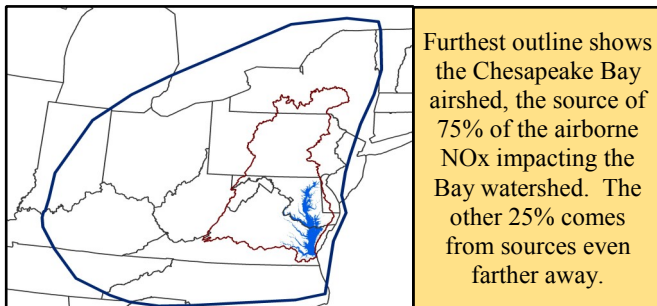 Furthest outline shows
the Chesapeake Bay
airshed, the source of
75% of the airborne
NOx impacting the
Bay watershed. The
other 25% comes
from sources even
farther away.